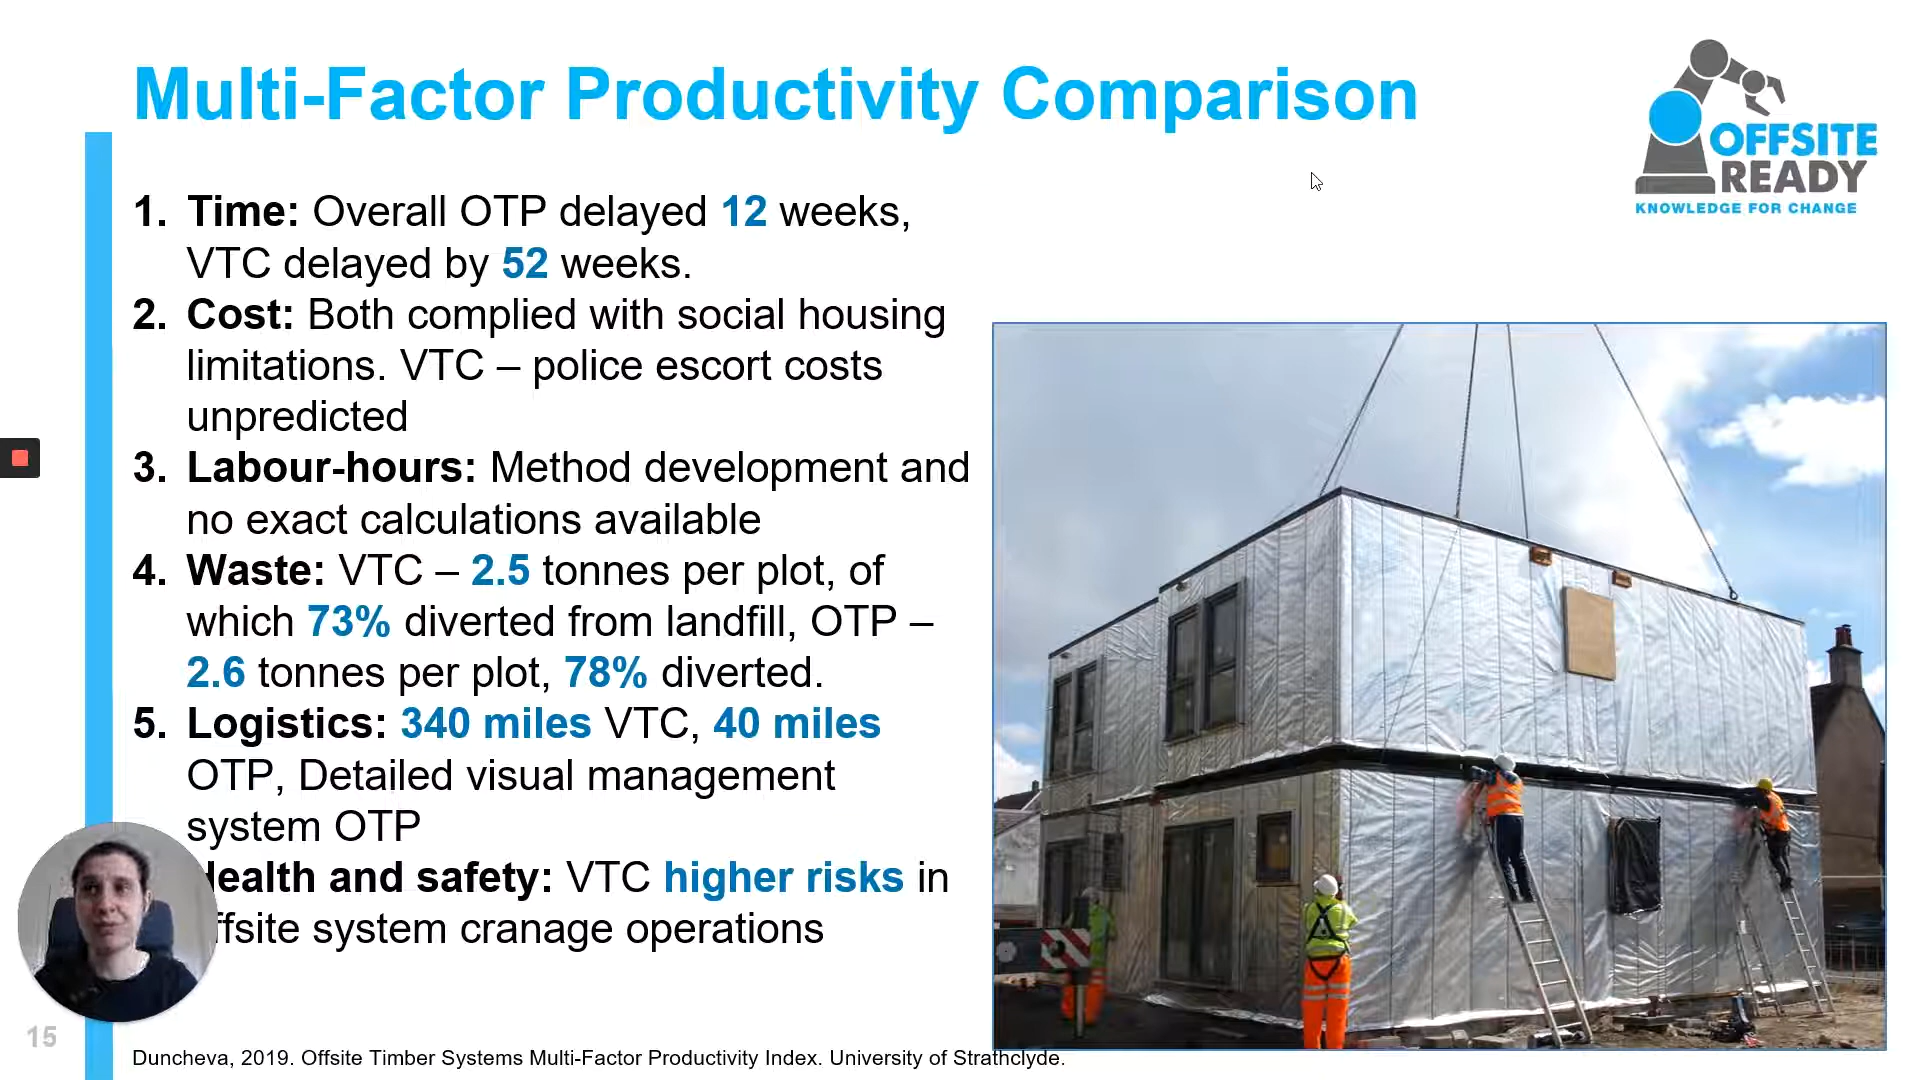 Multi-Factor Productivity Comparison
OFFSITE
READY
KNOWLEDGE FOR CHANGE
1. Time: Overall OTP delayed 12 weeks,
VTC delayed by 52 weeks.
2. Cost: Both complied with social housing
limitations. VTC – police escort costs
unpredicted
3. Labour-hours: Method development and
no exact calculations available
4. Waste: VTC – 2.5 tonnes per plot, of
which 73% diverted from landfill, OTP –
2.6 tonnes per plot, 78% diverted.
5. Logistics: 340 miles VTC, 40 miles
OTP, Detailed visual management
system OTP
and safety: VTC higher risks in
system cranage operations
15
Duncheva, 2019. Offsite Timber Systems Multi-Factor Productivity Index. University of Strathclyde.